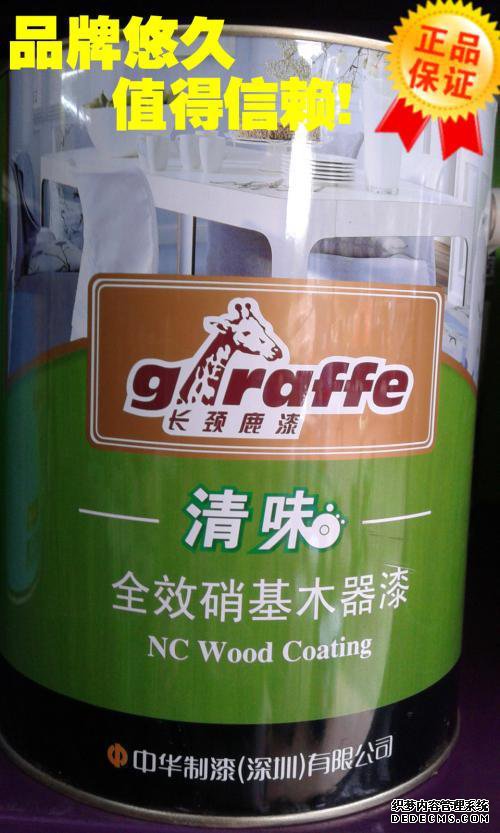 品牌悠久
值得信赖!
正品
保证
giraffe
长颈鹿漆
清味
全效硝基木器漆
NC Wood Coating
中华制漆(深圳)有限公司
织梦内容管理系统
DEDECMS.COM